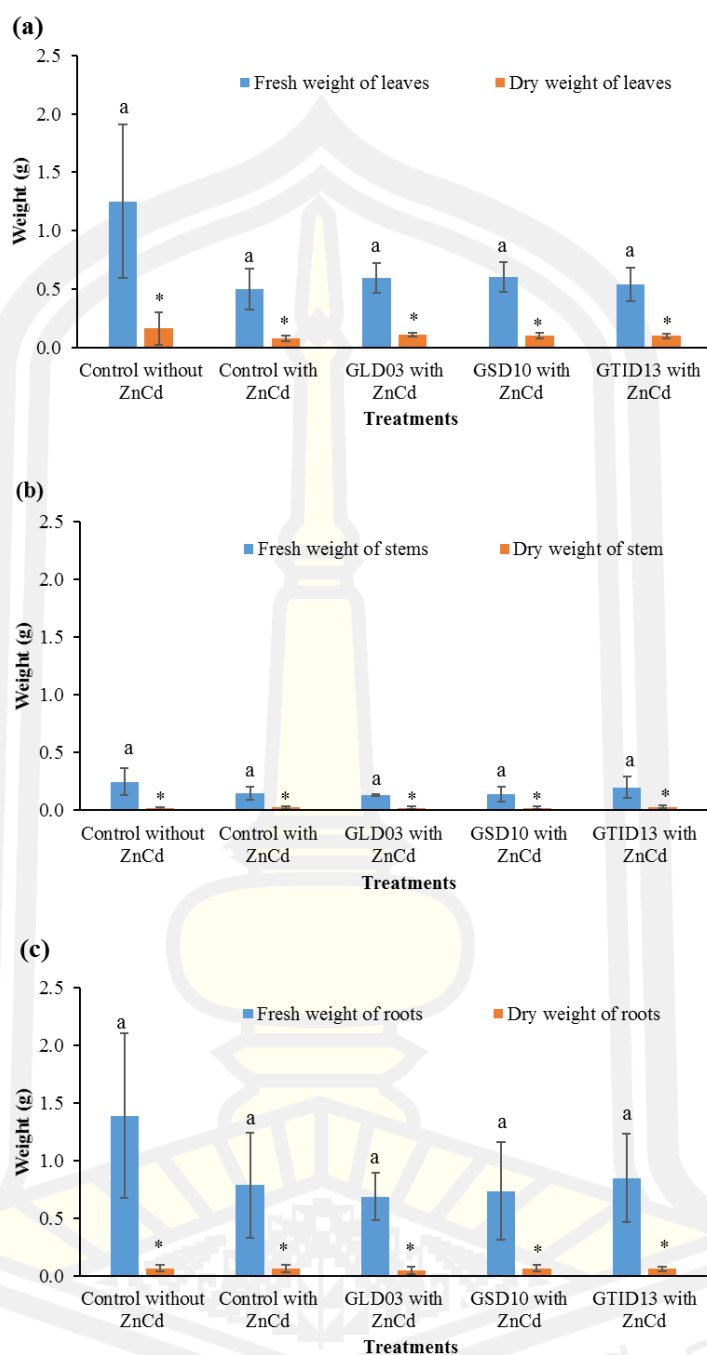 (a)
2.5
Fresh weight of leaves
Dry weight of leaves
a
2.0
1.5
Weight (g)
1.0
a
a
a
a
0.5
*
*
*
*
*
0.0
Control without ZnCd
Control with ZnCd
GLD03 with ZnCd
GSD10 with ZnCd
GTID13 with ZnCd
Treatments
(b)
2.5
Fresh weight of stems
Dry weight of stem
2.0
1.5
Weight (g)
1.0
0.5
a
a
a
a
a
*
*
*
*
*
0.0
Control without ZnCd
Control with ZnCd
GLD03 with ZnCd
GSD10 with ZnCd
GTID13 with ZnCd
Treatments
(c)
2.5
Fresh weight of roots
Dry weight of roots
a
2.0
1.5
Weight (g)
a
a
a
a
1.0
0.5
*
*
*
*
*
0.0
Control without ZnCd
Control with ZnCd
GLD03 with ZnCd
GSD10 with ZnCd
GTID13 with ZnCd
Treatments